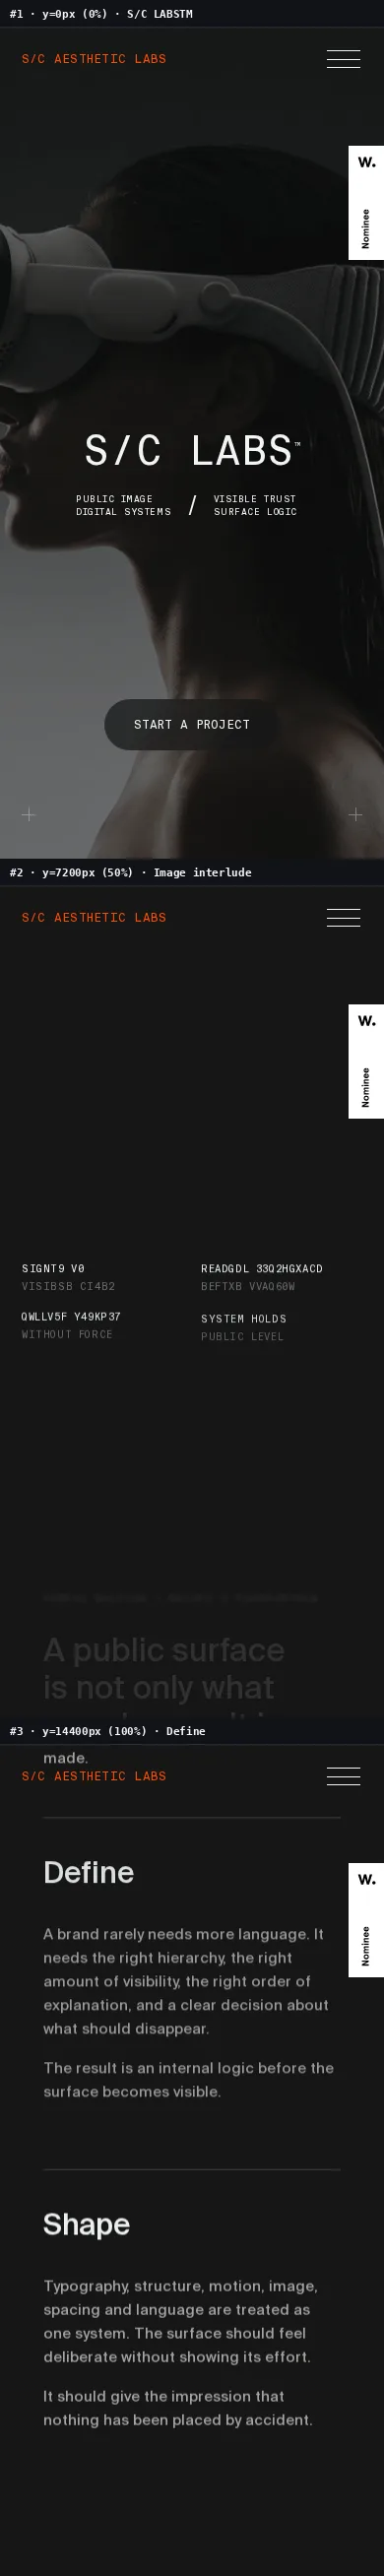 #1 · y=0px (0%) · S/C LABSTM
S/C AESTHETIC LABS
W.
Nominee
S/C LABS™
PUBLIC IMAGE
DIGITAL SYSTEMS
/
VISIBLE TRUST
SURFACE LOGIC
START A PROJECT
#2 · y=7200px (50%) · Image interlude
S/C AESTHETIC LABS
W.
Nominee
SIGNT9 V0
VISIBSB CI4B2
READGDL 33Q2HGXACD
BEFTXB VVAQ60W
QWLLV5F Y49KP37
WITHOUT FORCE
SYSTEM HOLDS
PUBLIC LEVEL
A public surface
is not only what
#3 · y=14400px (100%) · Define
made.
S/C AESTHETIC LABS
W.
Nominee
Define
A brand rarely needs more language. It
needs the right hierarchy, the right
amount of visibility, the right order of
explanation, and a clear decision about
what should disappear.
The result is an internal logic before the
surface becomes visible.
Shape
Typography, structure, motion, image,
spacing and language are treated as
one system. The surface should feel
deliberate without showing its effort.
It should give the impression that
nothing has been placed by accident.